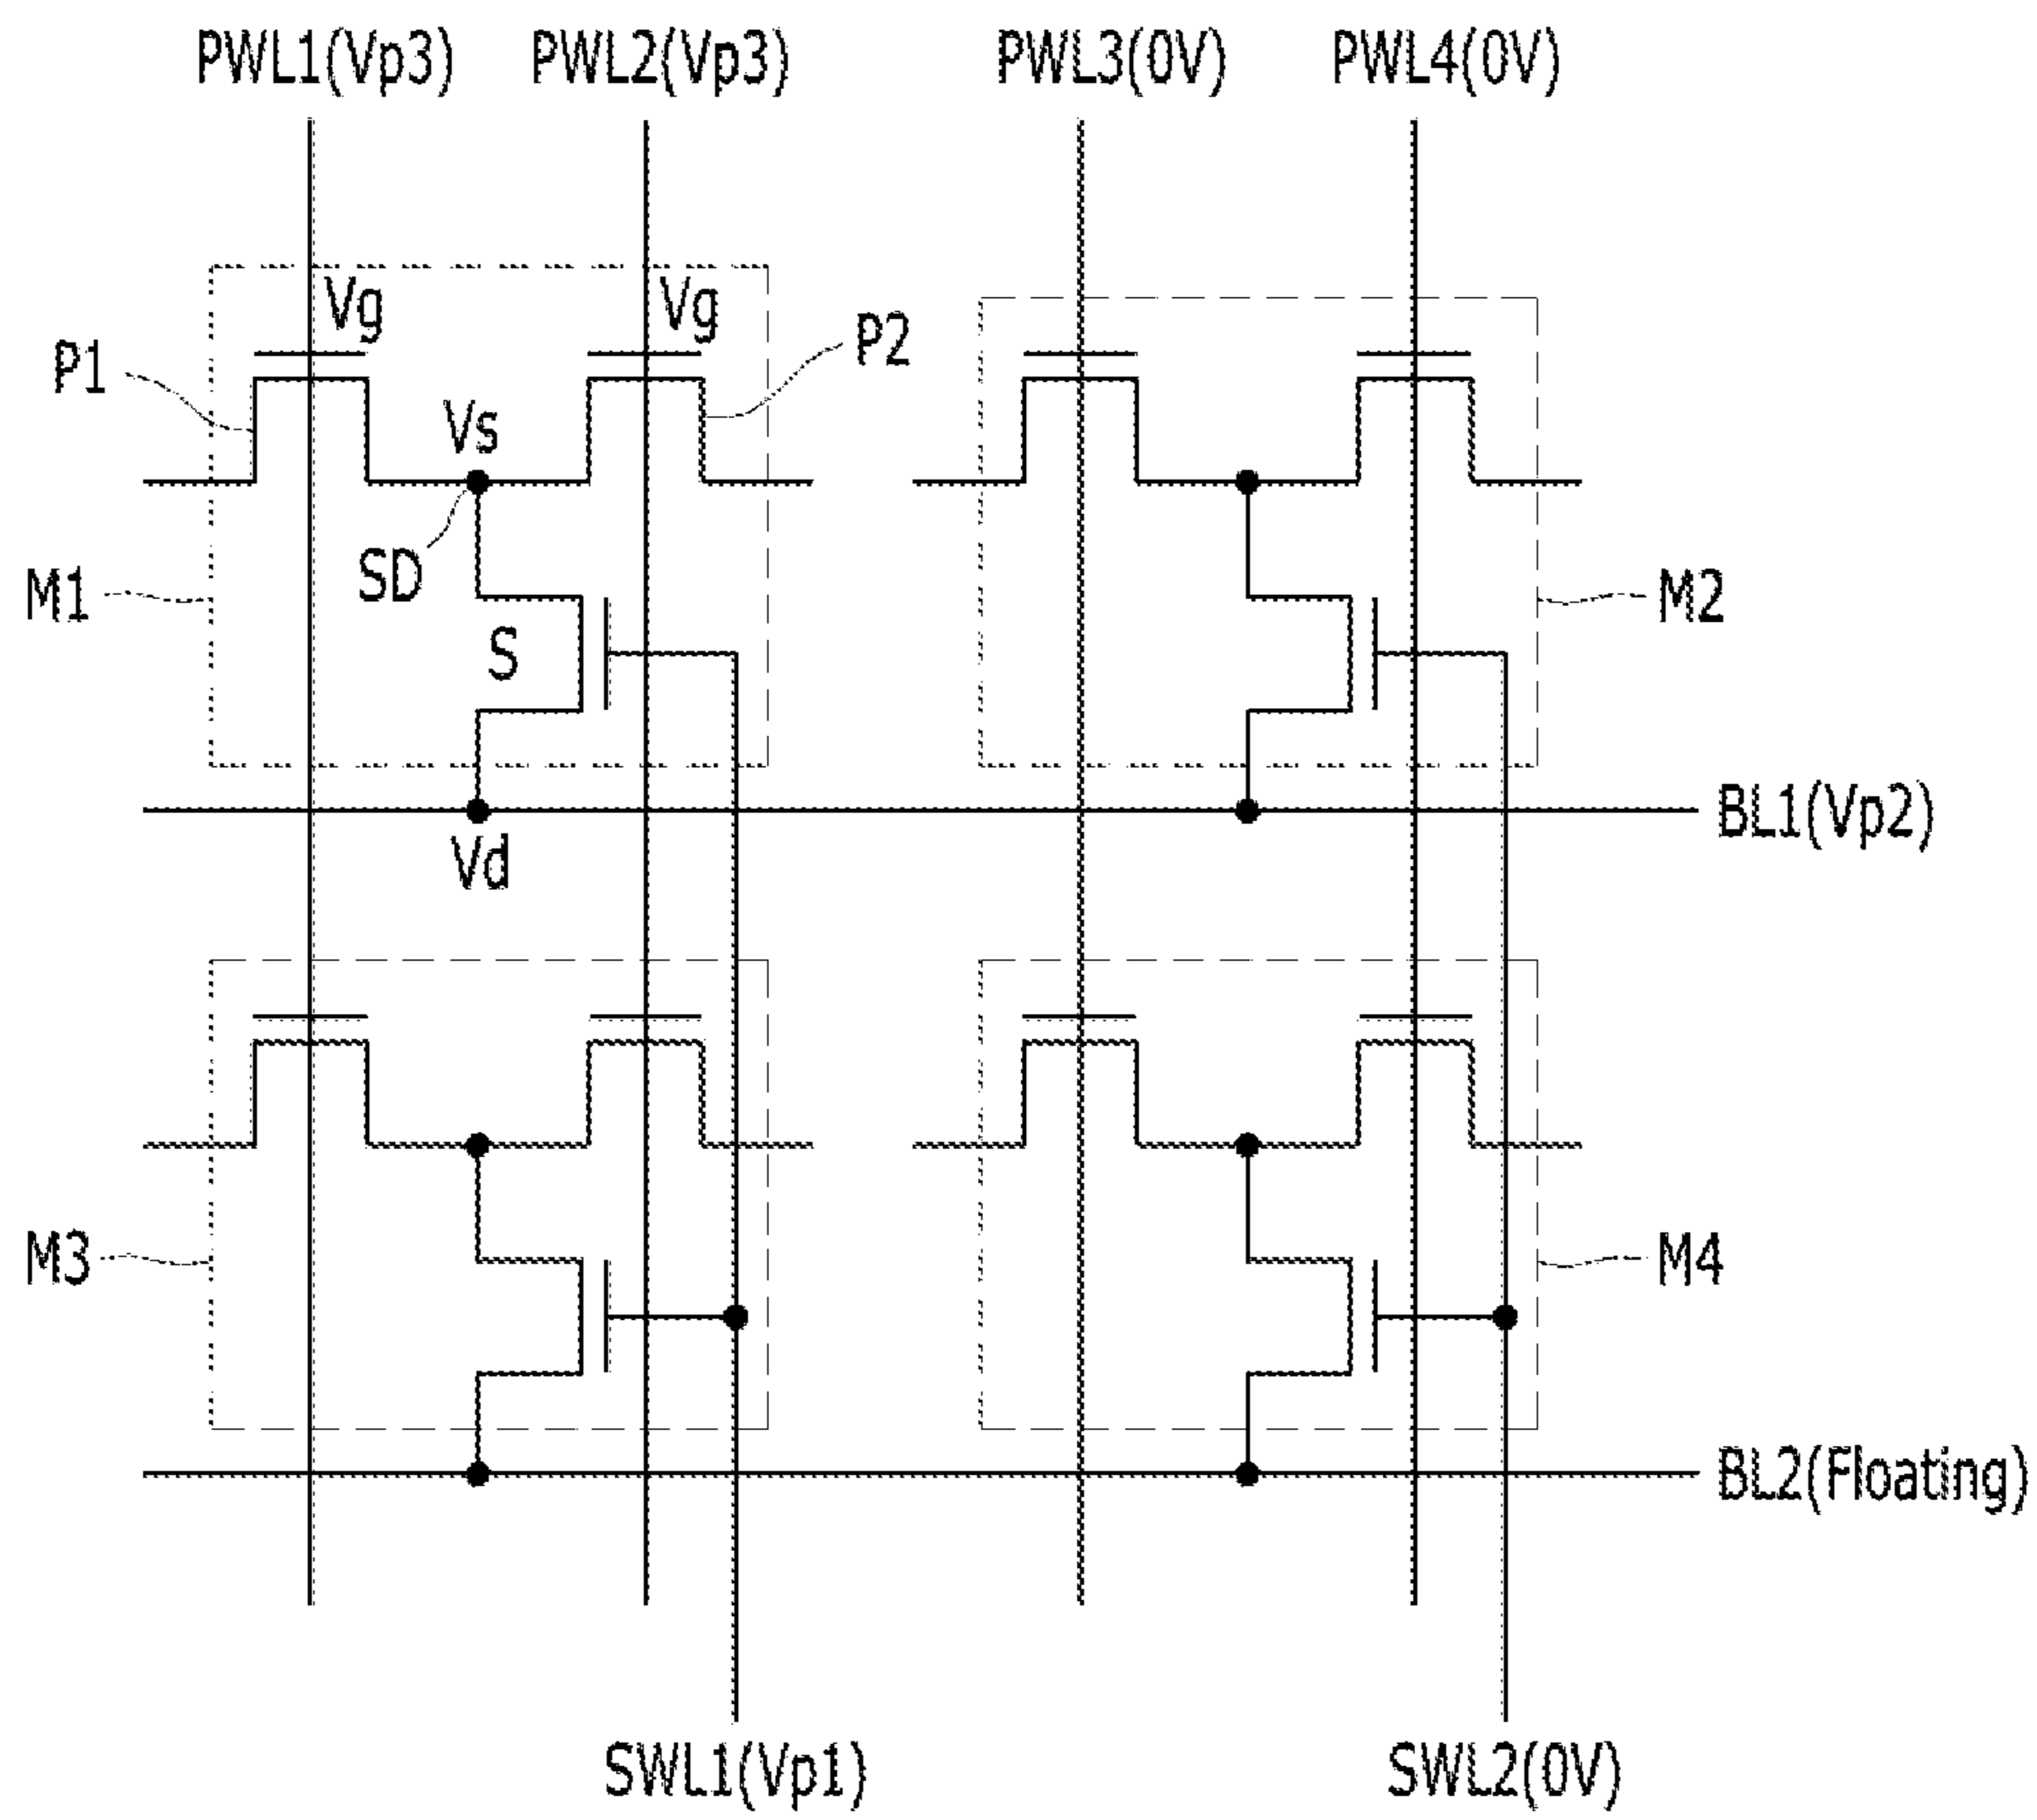 PWL1(Vp3) PWL2(Vp3) PWL3(0V) PWL4(0V)
Vg Vg
P1 P2
Vs
SD
M1 S M2
BL1(Vp2)
Vd
M3 M4
BL2(Floating)
SWL1(Vp1) SWL2(0V)